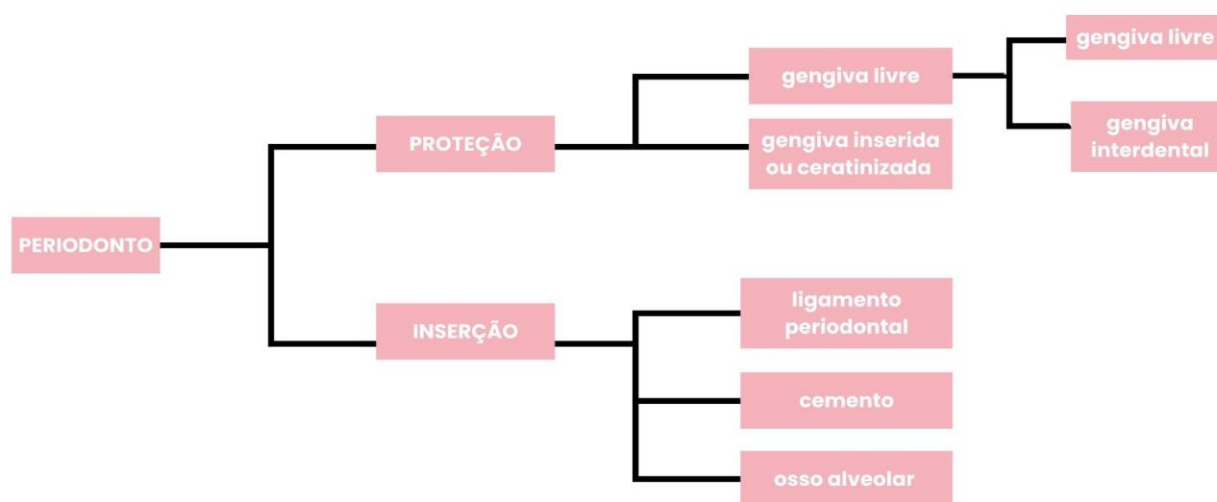 PERIODONTO
PROTEÇÃO
gengiva livre
gengiva livre
gengiva
interdental
gengiva inserida
ou ceratinizada
INSERÇÃO
ligamento
periodontal
cemento
osso alveolar